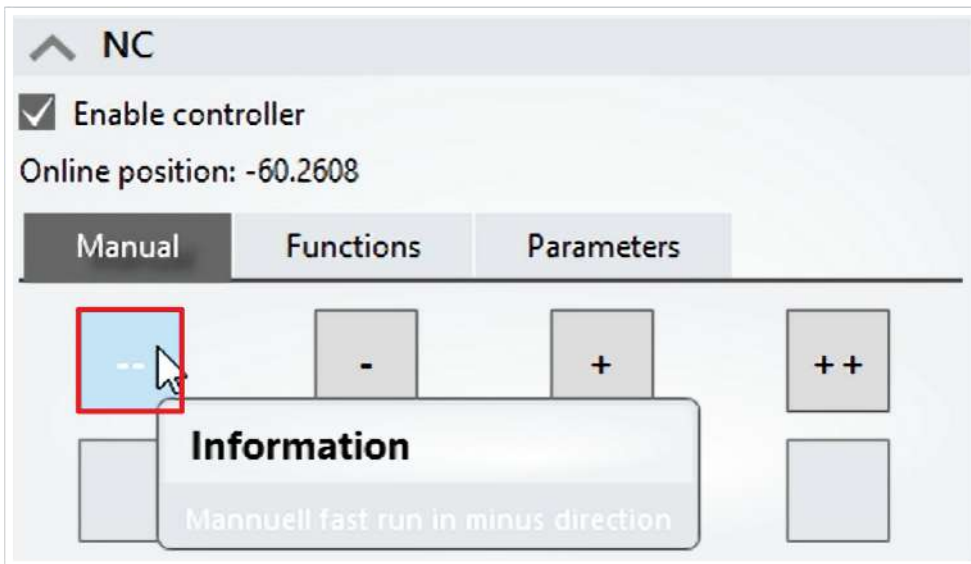 NC
Enable controller
Online position: -60.2608
Manual Functions Parameters
-- - + ++
Information
Mannuell fast run in minus direction